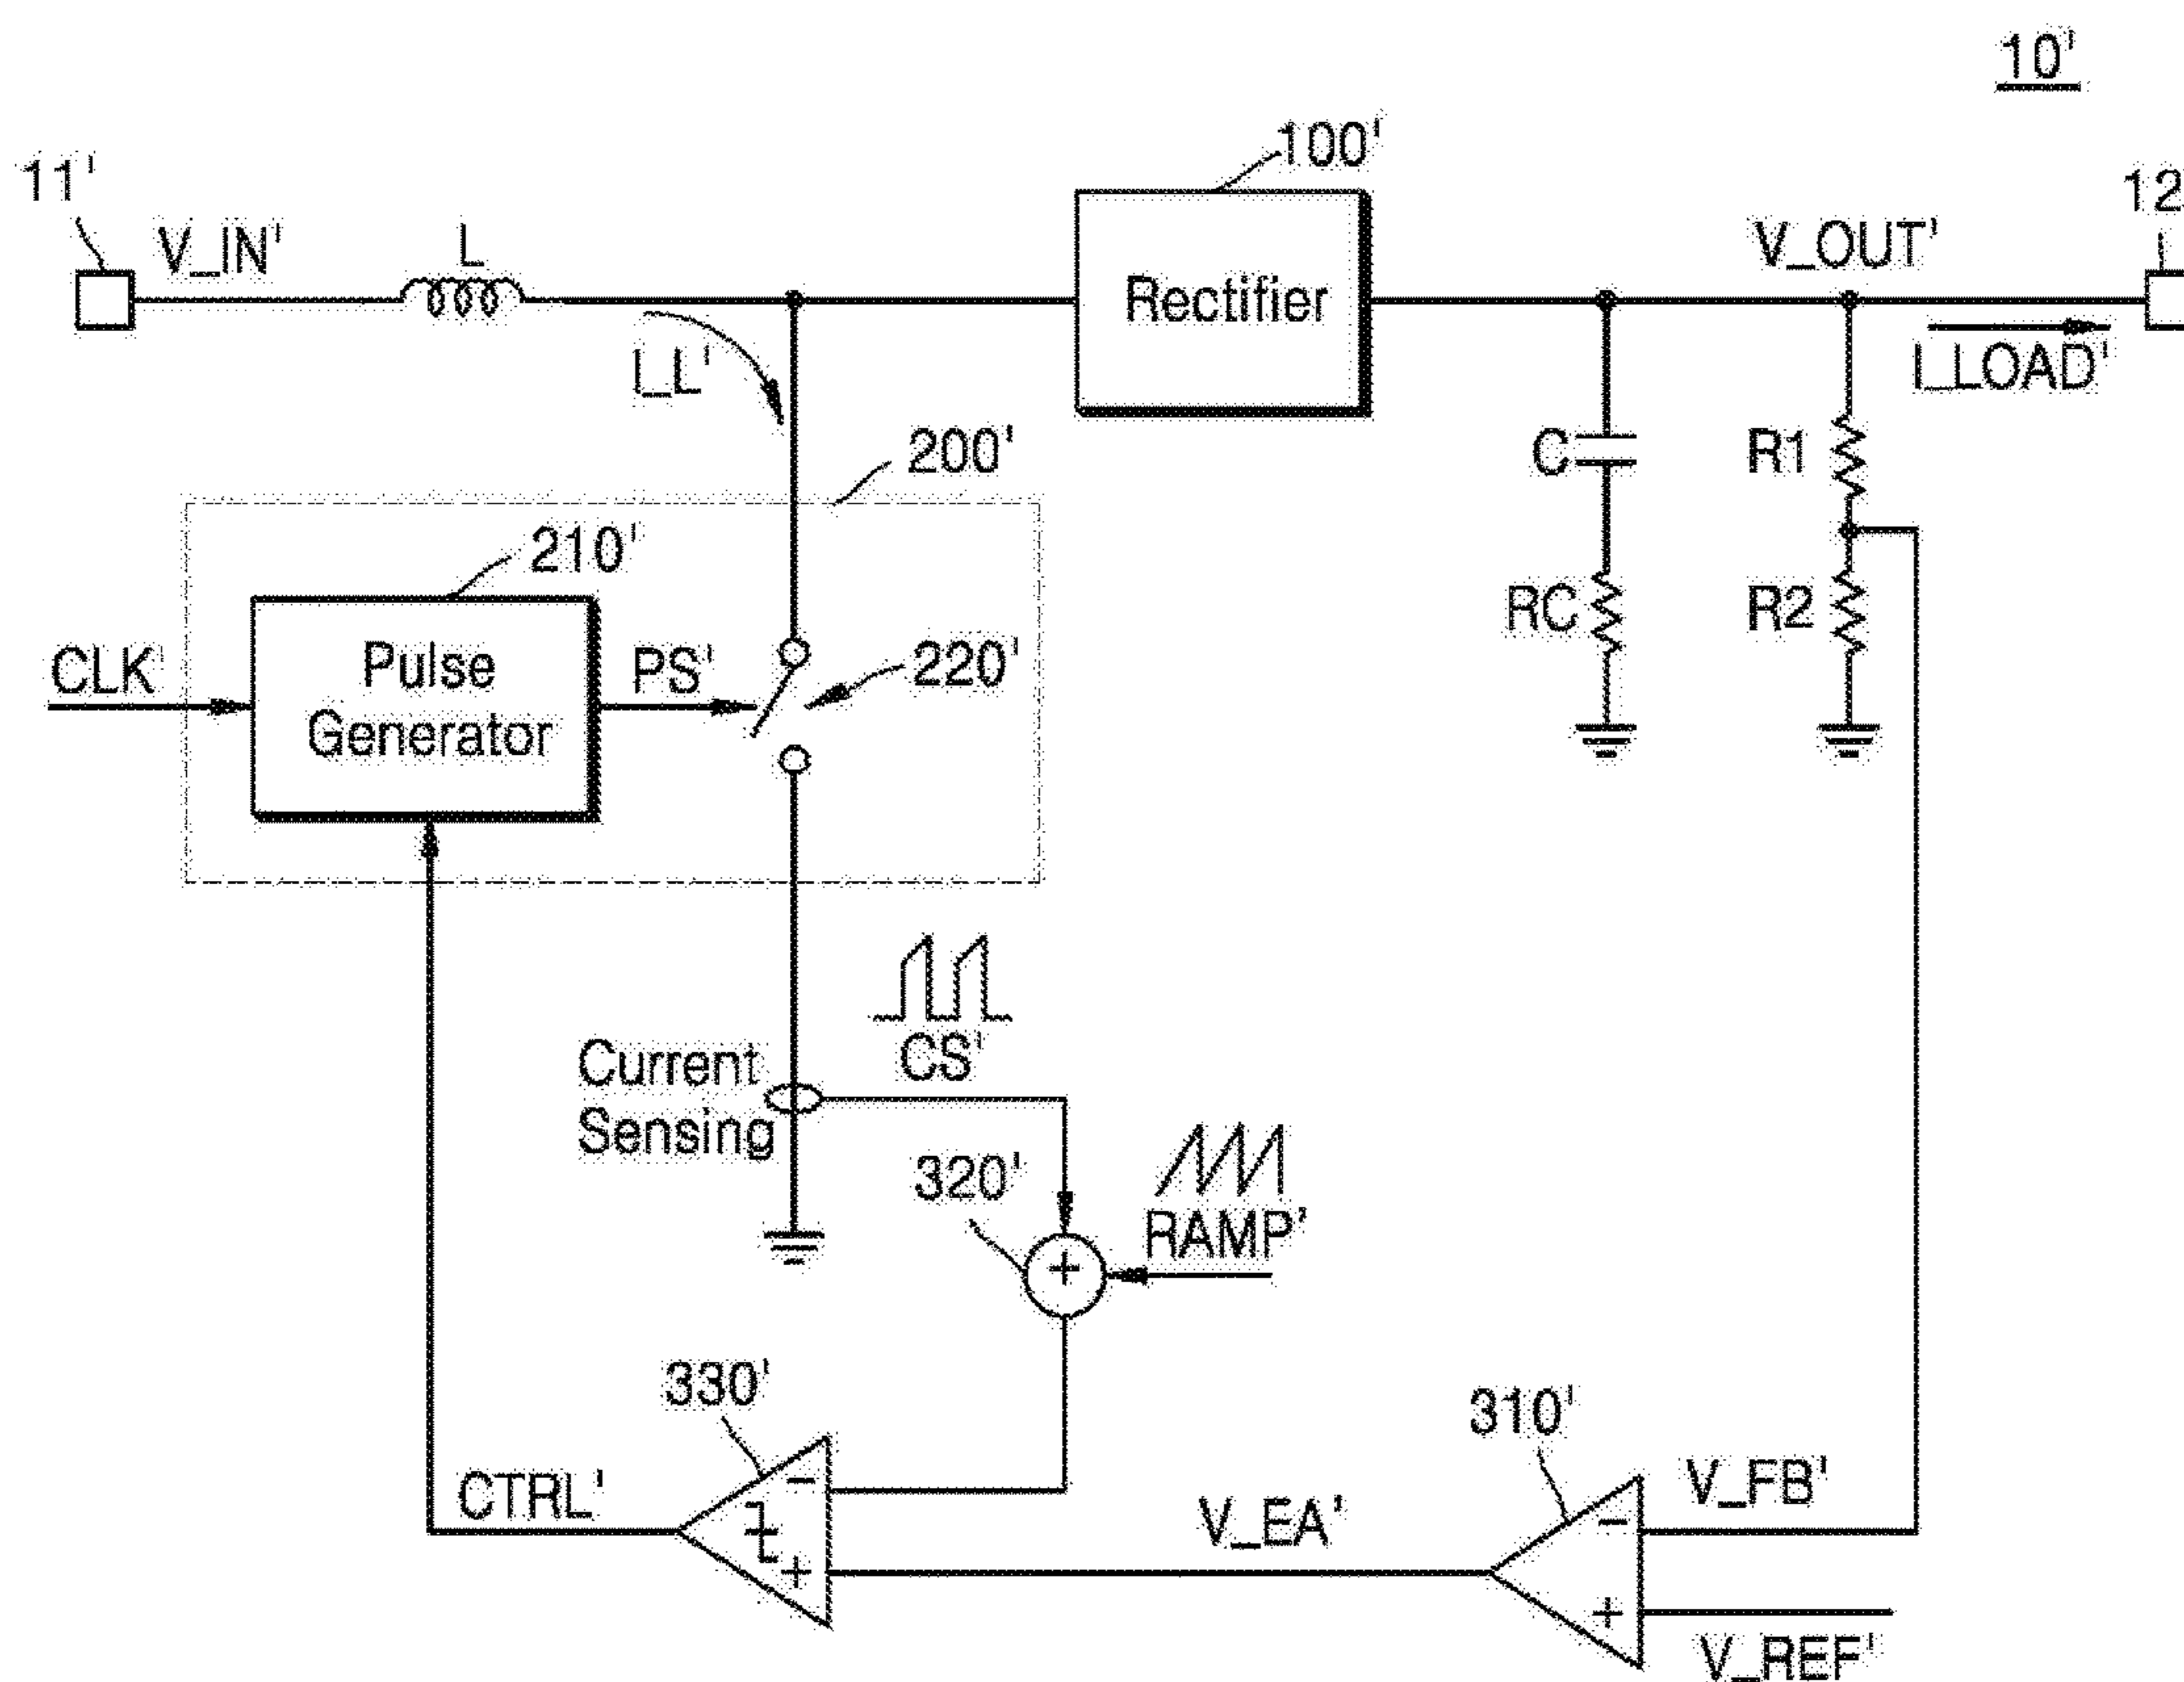 10'
100'
11'
12
V_IN'
L
V_OUT'
Rectifier
I_L'
I_LOAD'
200'
C
R1
210'
RC
R2
CLK'
Pulse
Generator
PS'
220'
CS'
Current
Sensing
320'
RAMP'
+
330'
310'
CTRL'
−
+
V_EA'
V_FB'
−
+
V_REF'